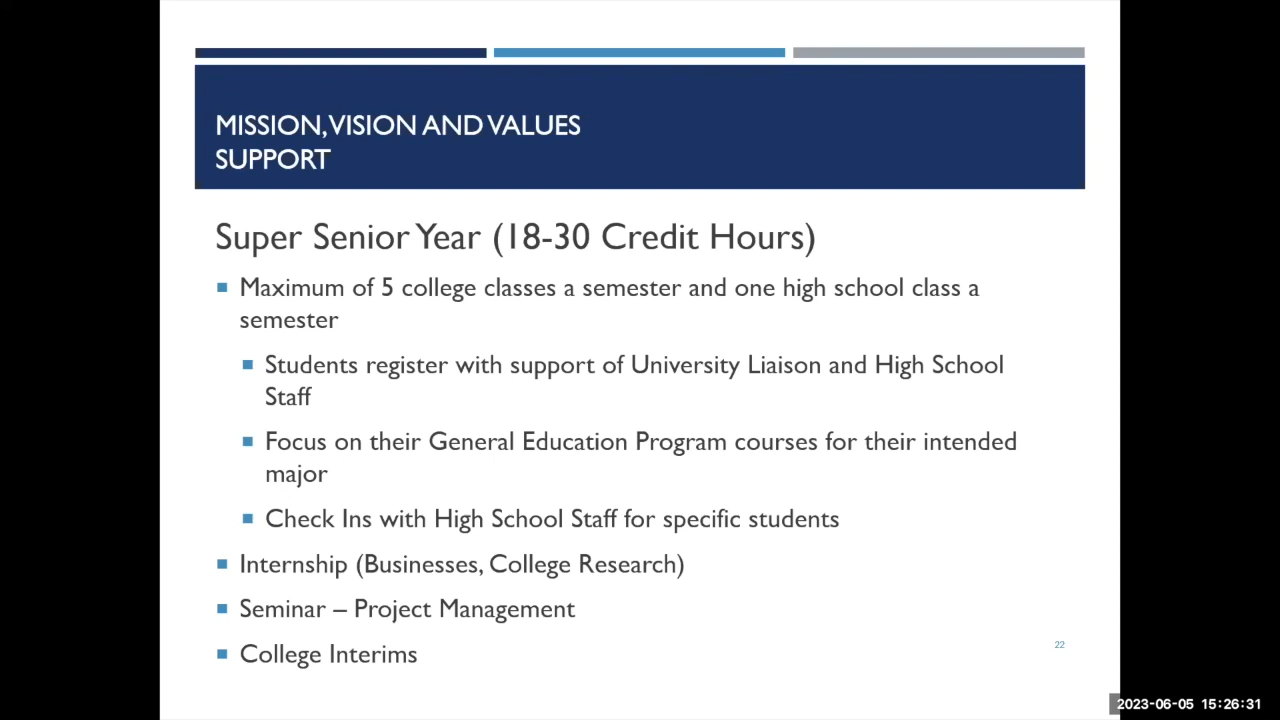 MISSION, VISION AND VALUES
SUPPORT
Super Senior Year (18-30 Credit Hours)
Maximum of 5 college classes a semester and one high school class a
semester
Students register with support of University Liaison and High School
Staff
Focus on their General Education Program courses for their intended
major
Check Ins with High School Staff for specific students
Internship (Businesses, College Research)
Seminar – Project Management
College Interims
22
2023-06-05 15:26:31